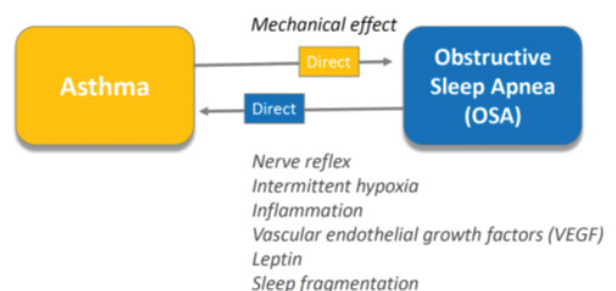 Mechanical effect
Direct
Asthma
Obstructive
Sleep Apnea
(OSA)
Direct
Nerve reflex
Intermittent hypoxia
Inflammation
Vascular endothelial growth factors (VEGF)
Leptin
Sleep fragmentation